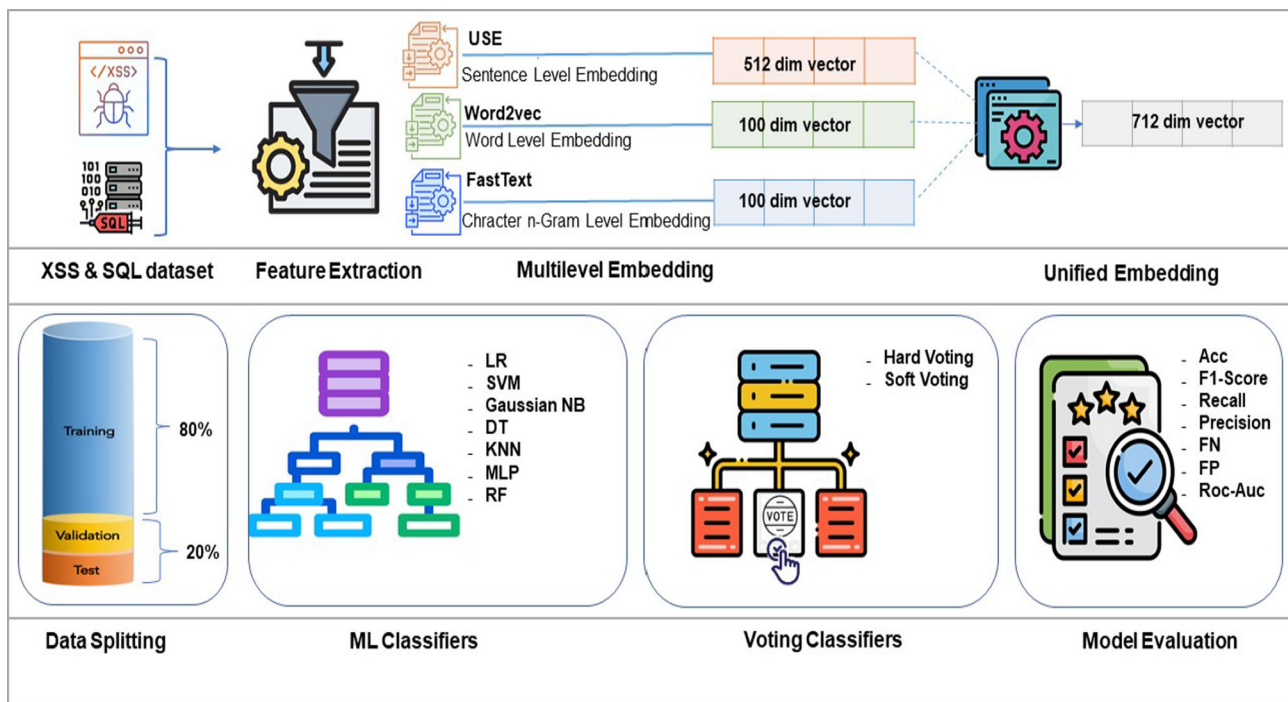 </XSS>
101
100
010
SQL
USE
Sentence Level Embedding
512 dim vector
Word2vec
Word Level Embedding
100 dim vector
712 dim vector
FastText
Chracter n-Gram Level Embedding
100 dim vector
XSS & SQL dataset
Feature Extraction
Multilevel Embedding
Unified Embedding
Training
80%
Validation
Test
20%
- LR
- SVM
- Gaussian NB
- DT
- KNN
- MLP
- RF
- Hard Voting
- Soft Voting
VOTE
- Acc
- F1-Score
- Recall
- Precision
- FN
- FP
- Roc-Auc
Data Splitting
ML Classifiers
Voting Classifiers
Model Evaluation